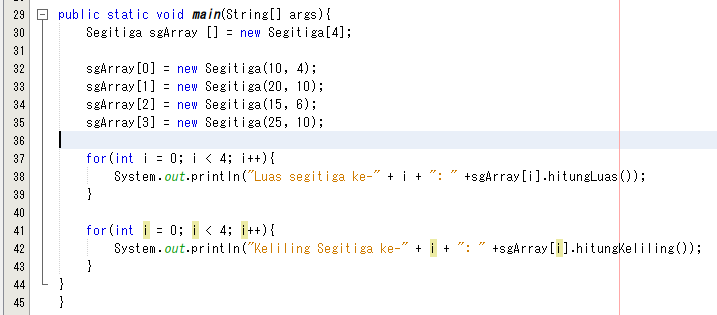 29 public static void main(String[] args){
30 Segitiga sgArray [] = new Segitiga[4];
31
32 sgArray[0] = new Segitiga(10, 4);
33 sgArray[1] = new Segitiga(20, 10);
34 sgArray[2] = new Segitiga(15, 6);
35 sgArray[3] = new Segitiga(25, 10);
36
37 for(int i = 0; i < 4; i++){
38 System.out.println("Luas segitiga ke-" + i + ": " +sgArray[i].hitungLuas());
39 }
40
41 for(int i = 0; i < 4; i++){
42 System.out.println("Keliling Segitiga ke-" + i + ": " +sgArray[i].hitungKeliling());
43 }
44 }
45 }